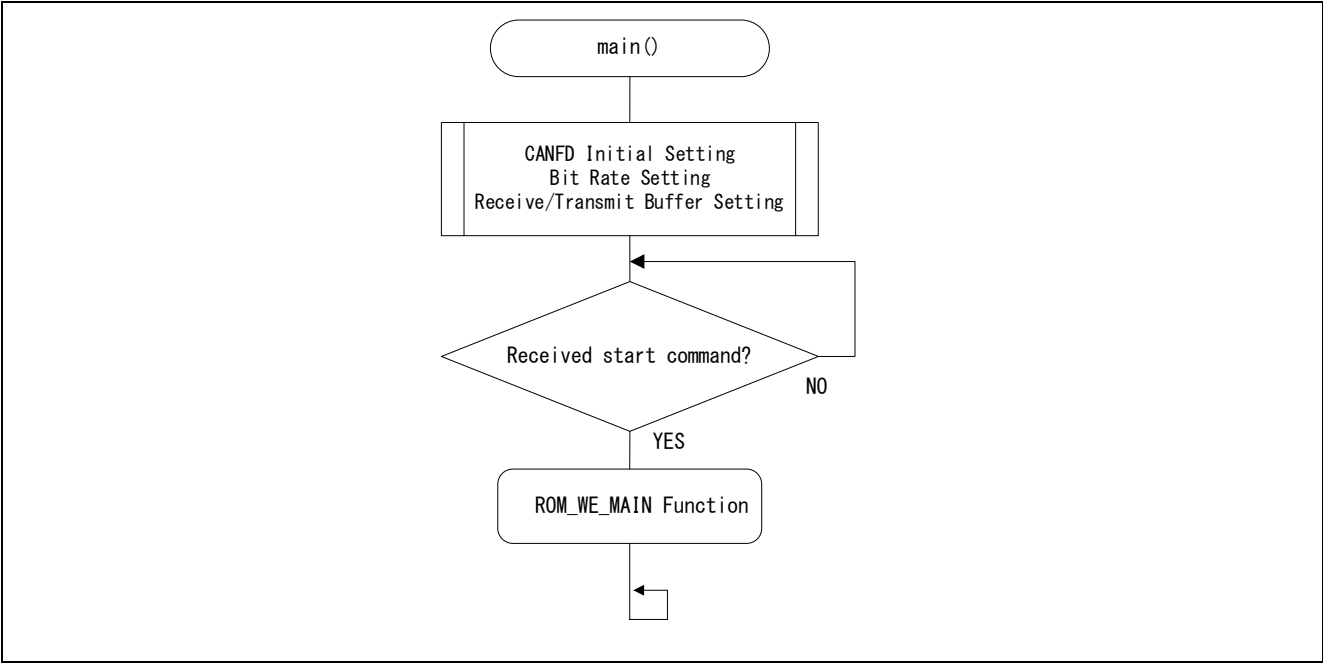 main()
CANFD Initial Setting
Bit Rate Setting
Receive/Transmit Buffer Setting
Received start command?
NO
YES
ROM_WE_MAIN Function